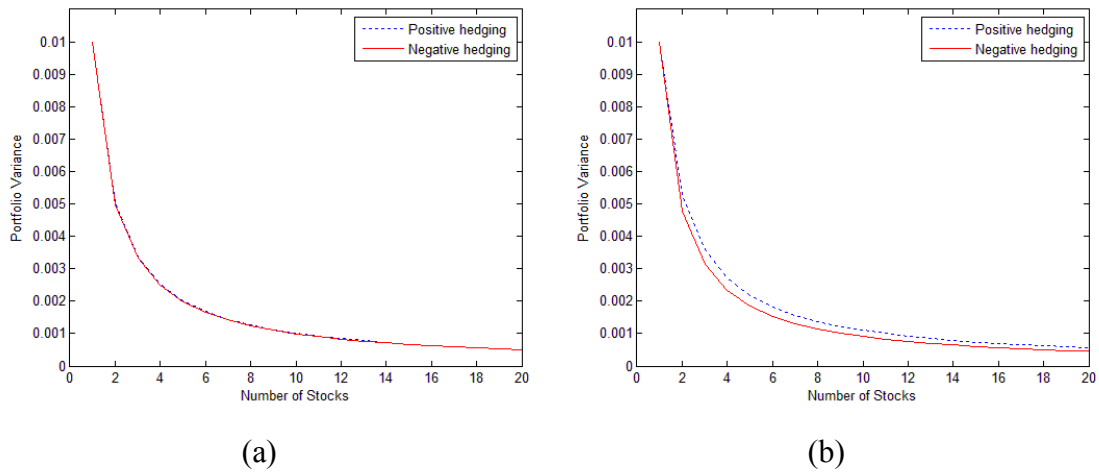 Positive hedging
Negative hedging
0.01
0.009
0.008
0.007
0.006
0.005
0.004
0.003
0.002
0.001
0
Portfolio Variance
0 2 4 6 8 10 12 14 16 18 20
Number of Stocks
(a)
Positive hedging
Negative hedging
0.01
0.009
0.008
0.007
0.006
0.005
0.004
0.003
0.002
0.001
0
Portfolio Variance
0 2 4 6 8 10 12 14 16 18 20
Number of Stocks
(b)